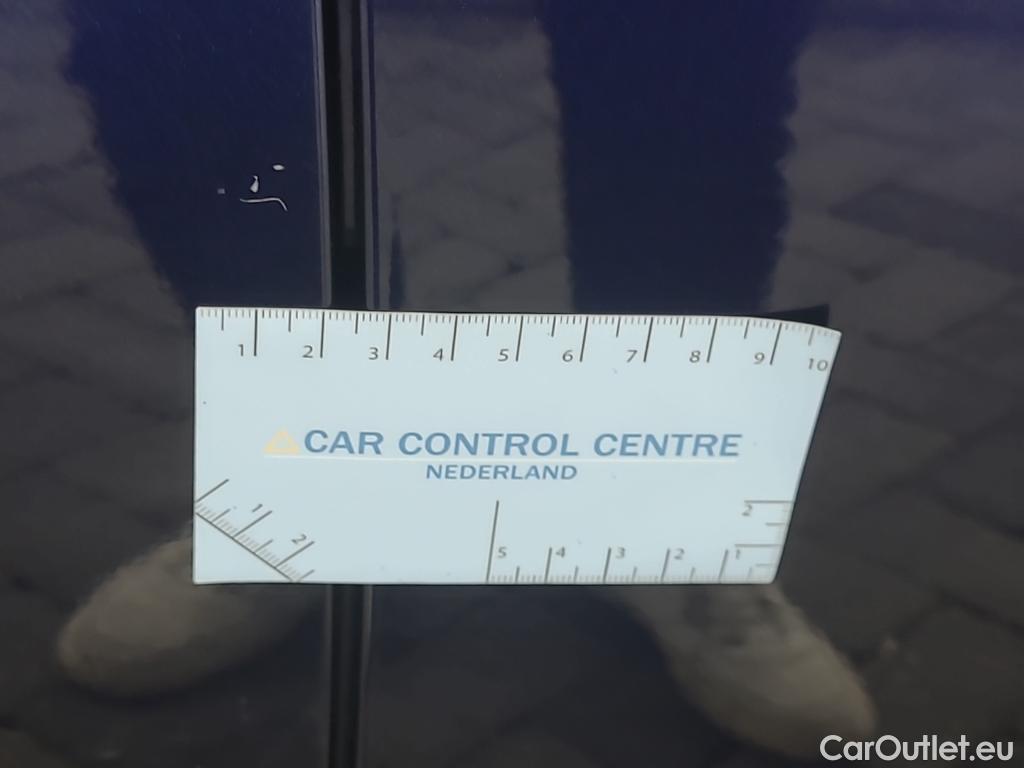 1 2 3 4 5 6 7 8 9 10
CAR CONTROL CENTRE
NEDERLAND
1 2
5 4 3 2 1
2
CarOutlet.eu